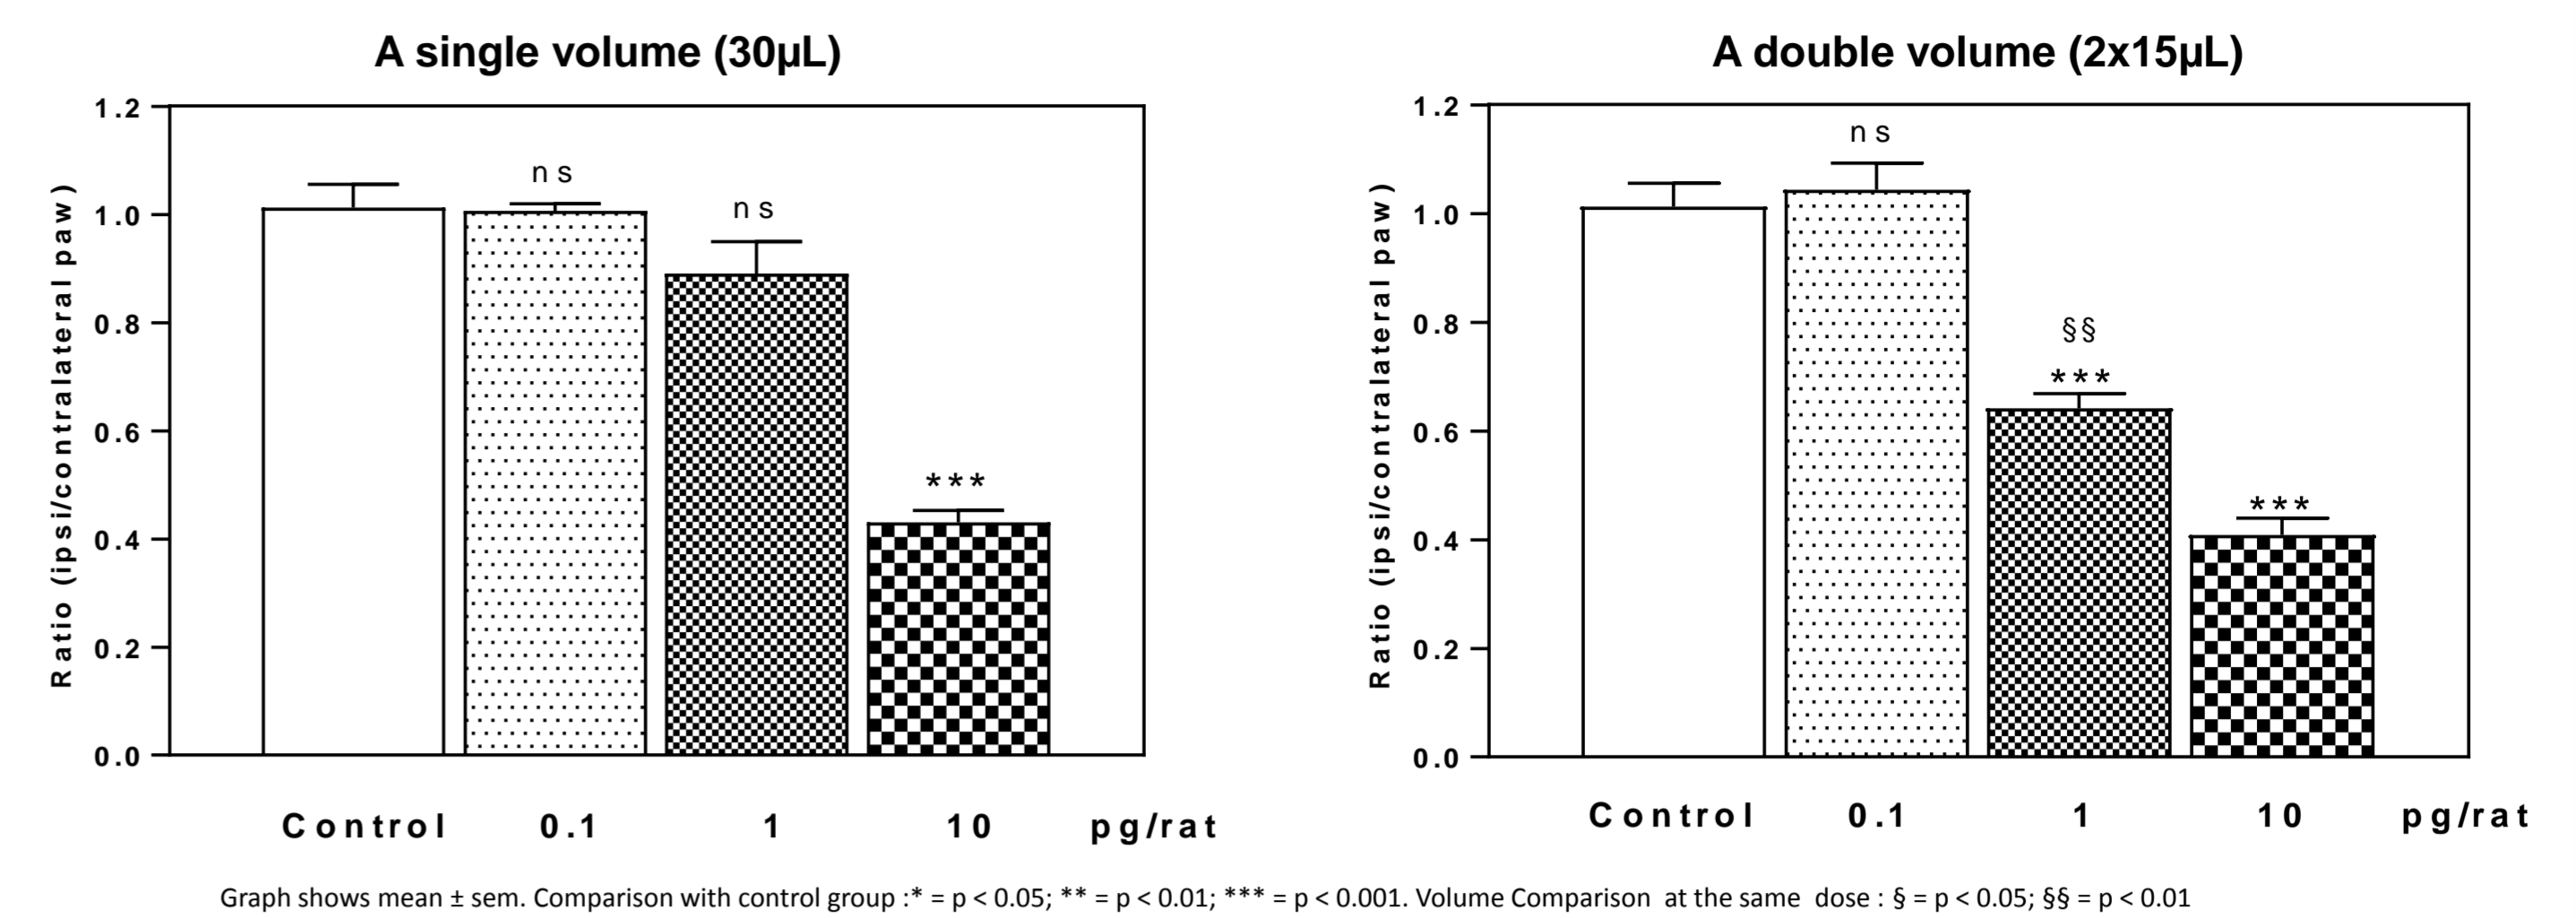 A single volume (30µL)
Ratio (ipsi/contralateral paw)
1.2
1.0
0.8
0.6
0.4
0.2
0.0
ns
ns
***
Control 0.1 1 10 pg/rat
A double volume (2x15µL)
Ratio (ipsi/contralateral paw)
1.2
1.0
0.8
0.6
0.4
0.2
0.0
ns
§§
***
***
Control 0.1 1 10 pg/rat
Graph shows mean ± sem. Comparison with control group :* = p < 0.05; ** = p < 0.01; *** = p < 0.001. Volume Comparison at the same dose : § = p < 0.05; §§ = p < 0.01